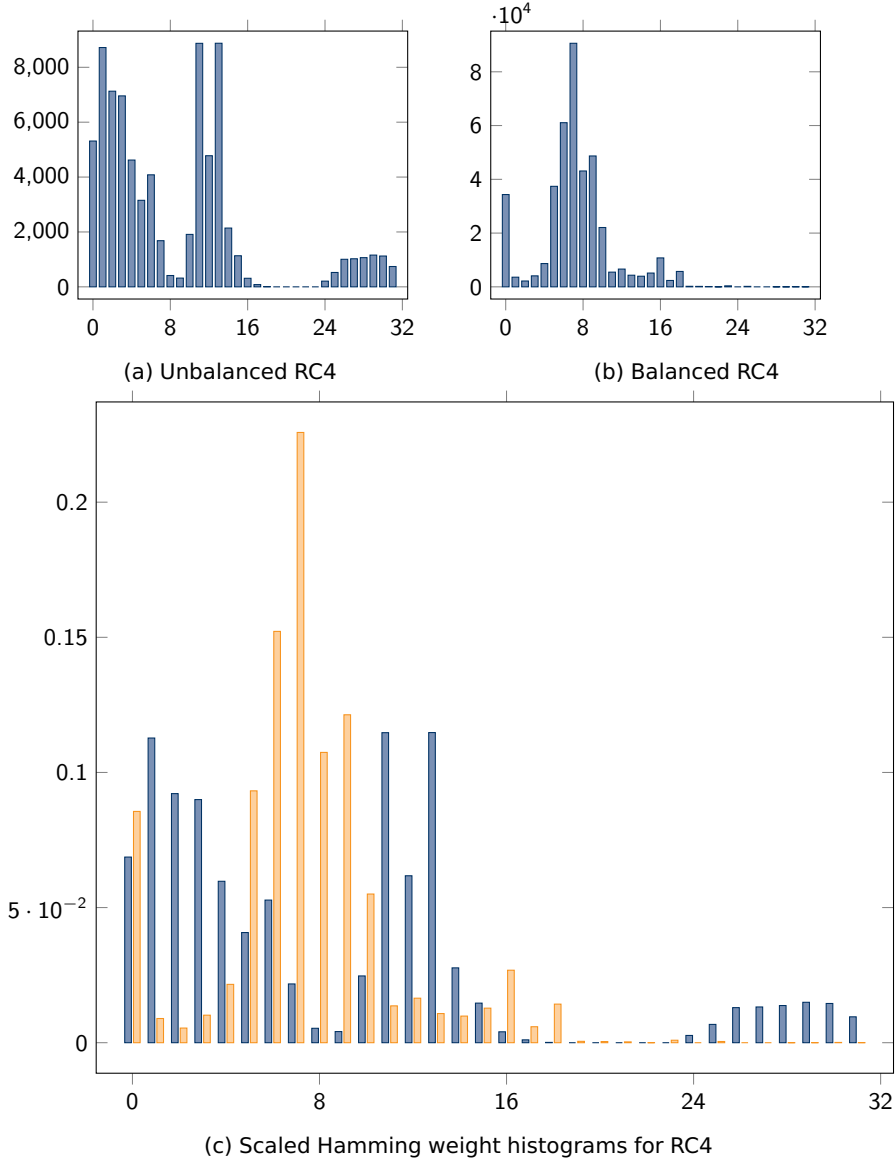 8,000
6,000
4,000
2,000
0
0 8 16 24 32
(a) Unbalanced RC4
·10⁴
8
6
4
2
0
0 8 16 24 32
(b) Balanced RC4
0.2
0.15
0.1
5 · 10⁻²
0
0 8 16 24 32
(c) Scaled Hamming weight histograms for RC4